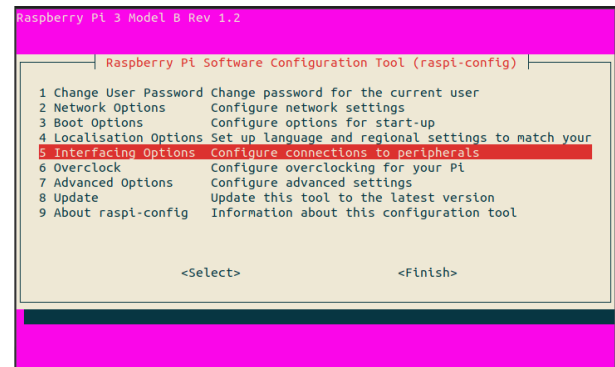 Raspberry Pi 3 Model B Rev 1.2
Raspberry Pi Software Configuration Tool (raspi-config)
1 Change User Password Change password for the current user
2 Network Options Configure network settings
3 Boot Options Configure options for start-up
4 Localisation Options Set up language and regional settings to match your
5 Interfacing Options Configure connections to peripherals
6 Overclock Configure overclocking for your Pi
7 Advanced Options Configure advanced settings
8 Update Update this tool to the latest version
9 About raspi-config Information about this configuration tool
<Select> <Finish>